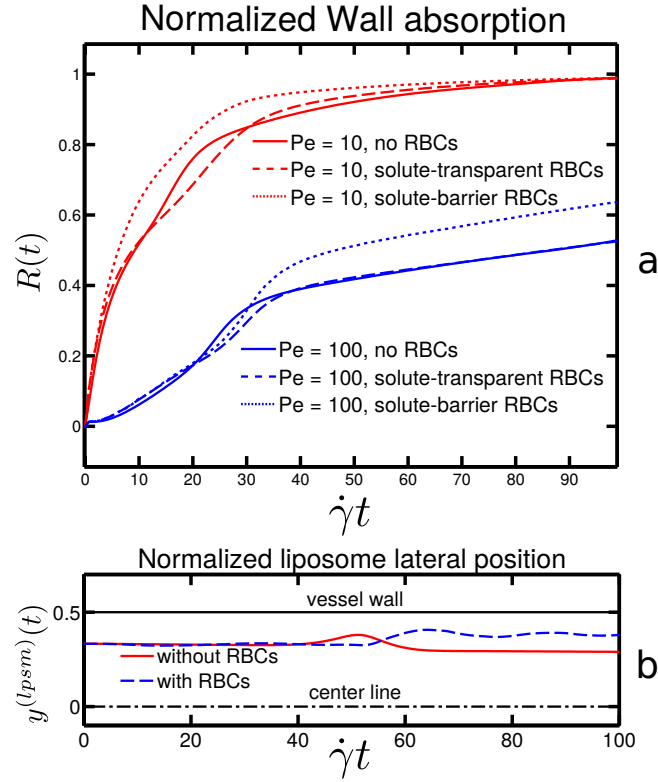 Normalized Wall absorption
1
0.8
0.6
0.4
0.2
0
R(t)
Pe = 10, no RBCs
Pe = 10, solute-transparent RBCs
Pe = 10, solute-barrier RBCs
a
Pe = 100, no RBCs
Pe = 100, solute-transparent RBCs
Pe = 100, solute-barrier RBCs
0 10 20 30 40 50 60 70 80 90
γ̇t
Normalized liposome lateral position
0.5
0
y^(lpsm)(t)
vessel wall
without RBCs
with RBCs
center line
b
0 20 40 60 80 100
γ̇t